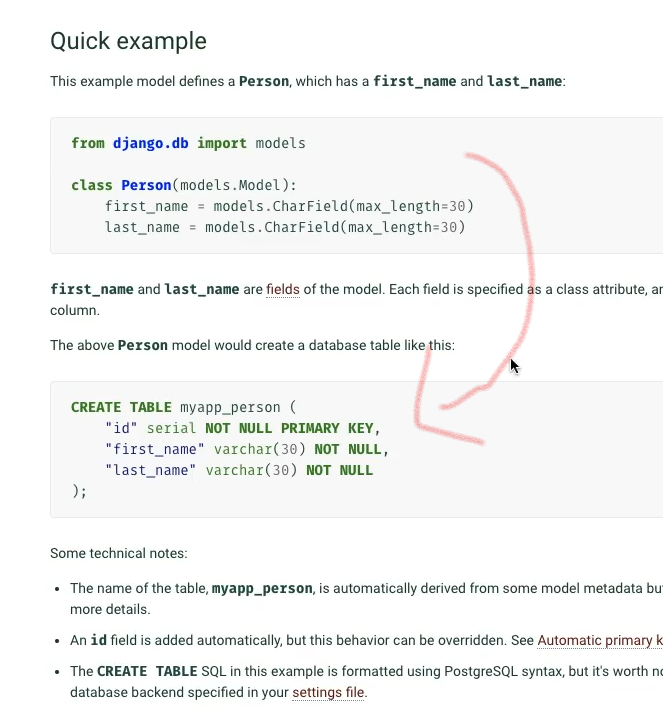 Quick example
This example model defines a Person, which has a first_name and last_name:
from django.db import models
class Person(models.Model):
    first_name = models.CharField(max_length=30)
    last_name = models.CharField(max_length=30)
first_name and last_name are fields of the model. Each field is specified as a class attribute,
column.
The above Person model would create a database table like this:
CREATE TABLE myapp_person (
    "id" serial NOT NULL PRIMARY KEY,
    "first_name" varchar(30) NOT NULL,
    "last_name" varchar(30) NOT NULL
);
Some technical notes:
• The name of the table, myapp_person, is automatically derived from some model metadata
more details.
• An id field is added automatically, but this behavior can be overridden. See Automatic primary
• The CREATE TABLE SQL in this example is formatted using PostgreSQL syntax, but it's worth
database backend specified in your settings file.